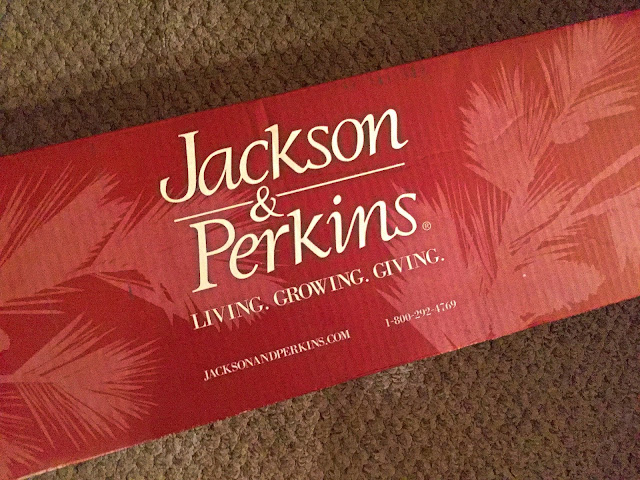 Jackson
&
Perkins®
LIVING. GROWING. GIVING.
JACKSONANDPERKINS.COM 1-800-292-4769